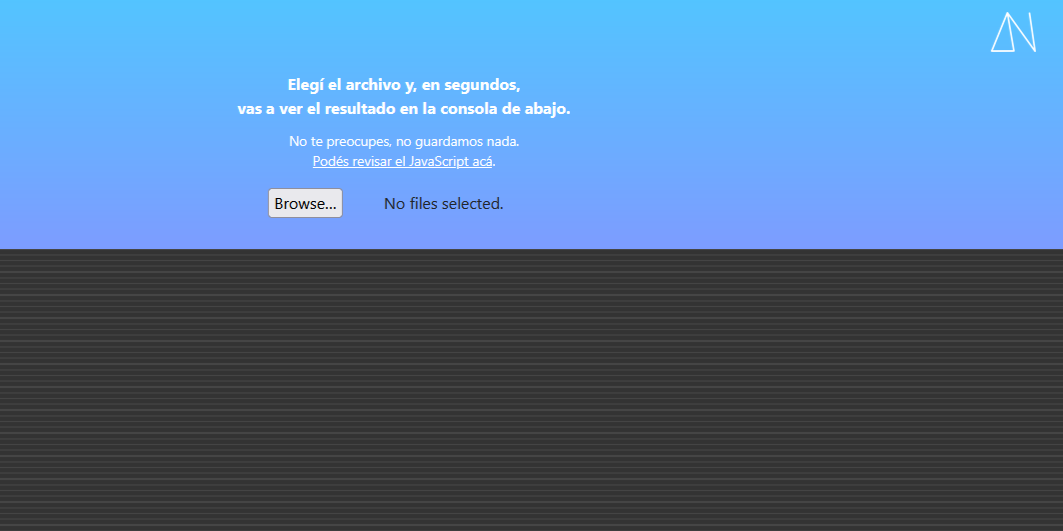 Elegí el archivo y, en segundos,
vas a ver el resultado en la consola de abajo.
No te preocupes, no guardamos nada.
Podés revisar el JavaScript acá.
Browse... No files selected.